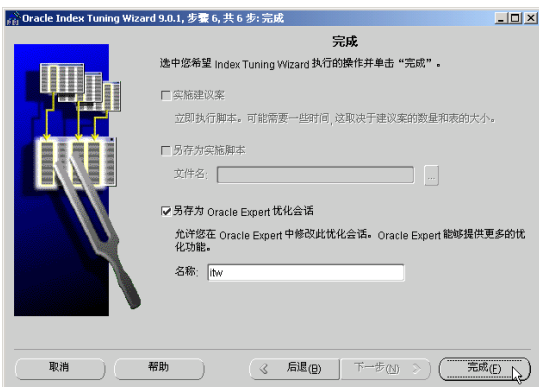 Oracle Index Tuning Wizard 9.0.1, 步骤 6, 共 6 步: 完成
完成
选中您希望 Index Tuning Wizard 执行的操作并单击“完成”。
实施建议案
立即执行脚本。可能需要一些时间, 这取决于建议案的数量和表的大小。
另存为实施脚本
文件名:
...
另存为 Oracle Expert 优化会话
允许您在 Oracle Expert 中修改此优化会话。Oracle Expert 能够提供更多的优
化功能。
名称: itw
取消 帮助 后退(B) 下一步(N) 完成(F)